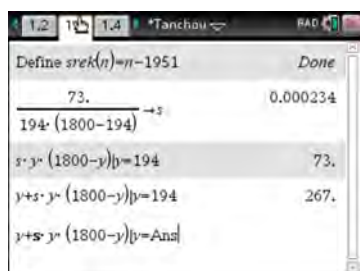 1.2 1.3 1.4 *Tanchou RAD
Define srek(n)=n−1951 Done
73.
194·(1800−194) →s 0.000234
s·y·(1800−y)|y=194 73.
y+s·y·(1800−y)|y=194 267.
y+s·y·(1800−y)|y=Ans